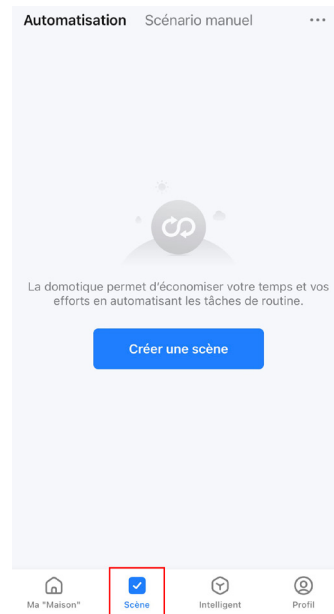 Automatisation Scénario manuel ...
La domotique permet d'économiser votre temps et vos
efforts en automatisant les tâches de routine.
Créer une scène
Ma "Maison" Scène Intelligent Profil